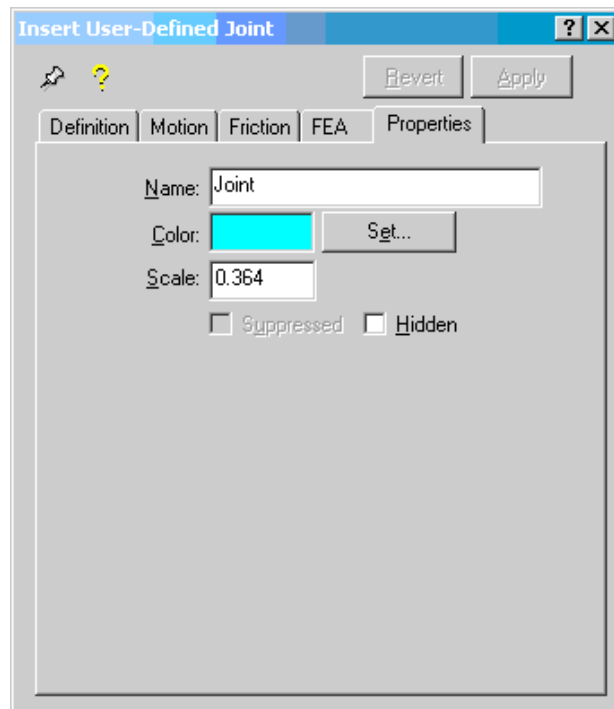 Insert User-Defined Joint ? X
? Revert Apply
Definition Motion Friction FEA Properties
Name: Joint
Color: Set...
Scale: 0.364
Suppressed Hidden